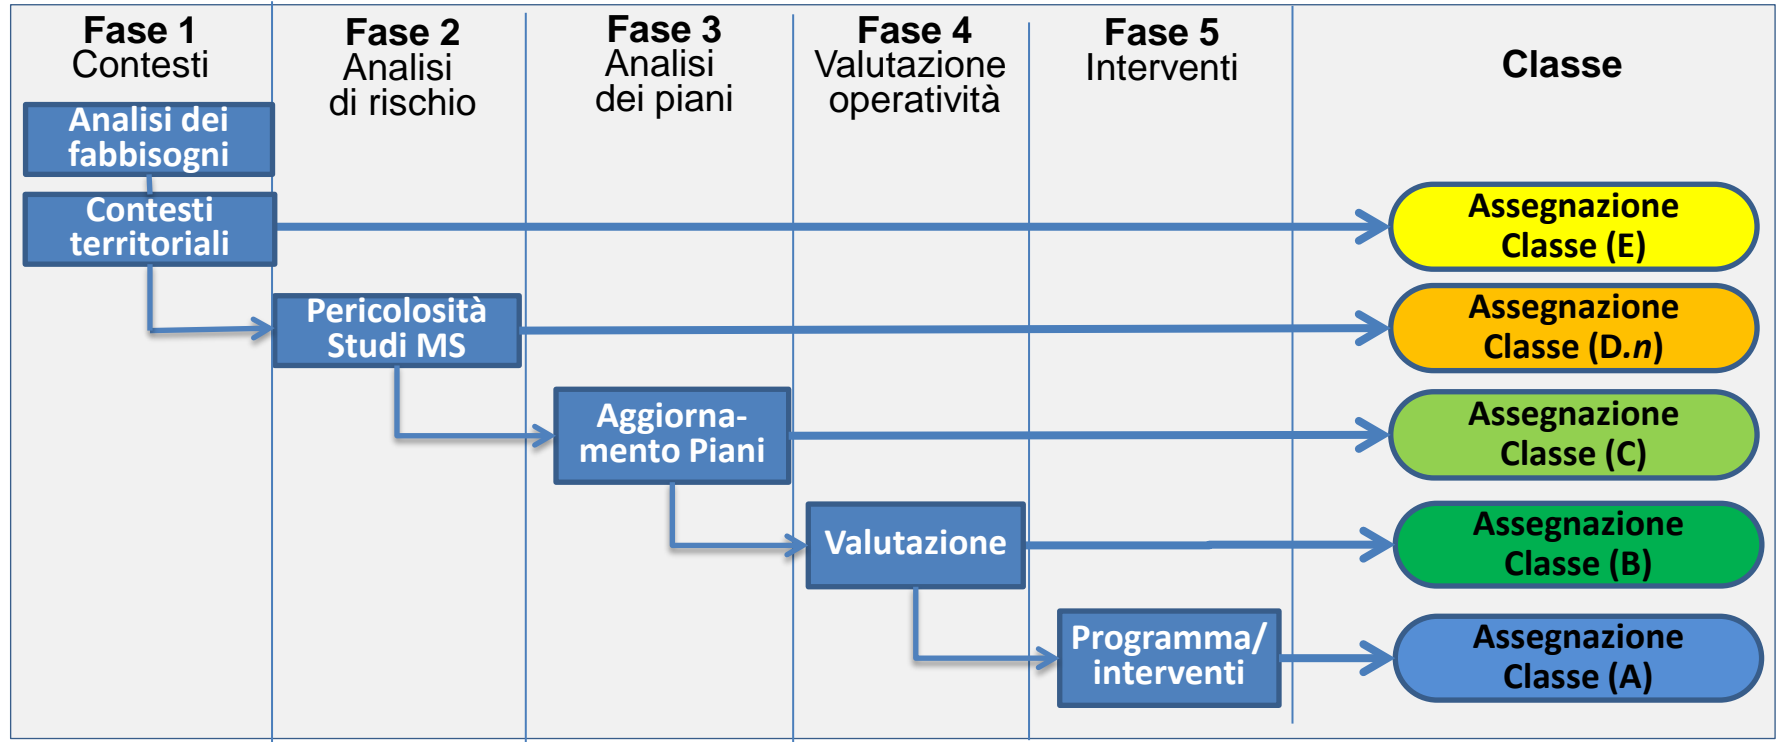 Fase 1
Contesti
Fase 2
Analisi
di rischio
Fase 3
Analisi
dei piani
Fase 4
Valutazione
operatività
Fase 5
Interventi
Classe
Analisi dei
fabbisogni
Contesti
territoriali
Assegnazione
Classe (E)
Pericolosità
Studi MS
Assegnazione
Classe (D.n)
Aggiorna-
mento Piani
Assegnazione
Classe (C)
Valutazione
Assegnazione
Classe (B)
Programma/
interventi
Assegnazione
Classe (A)